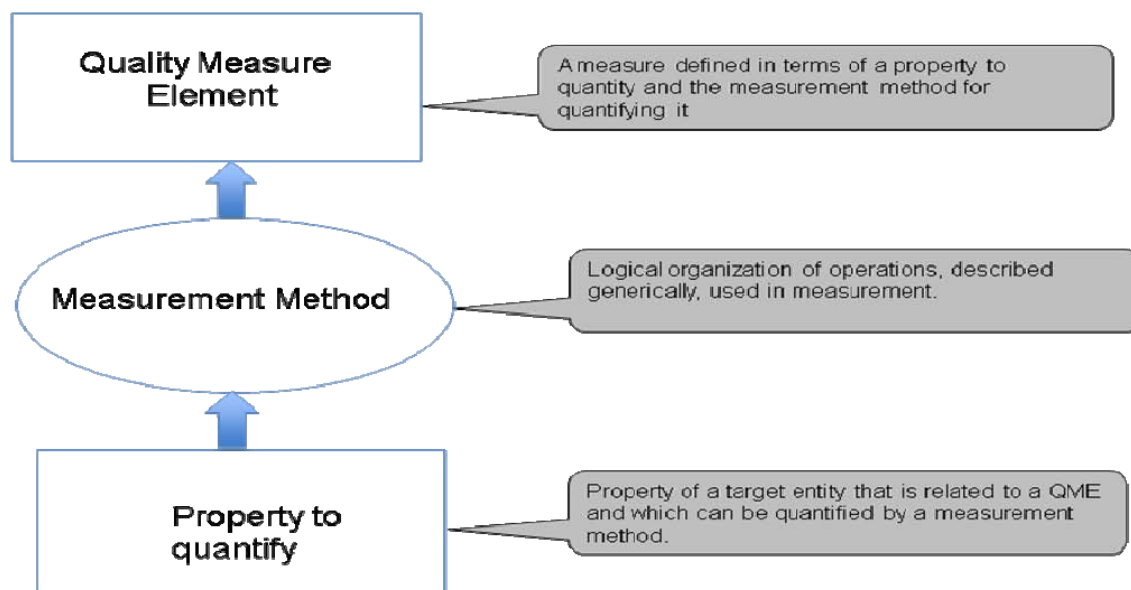 Quality Measure
Element
A measure defined in terms of a property to
quantity and the measurement method for
quantifying it
Measurement Method
Logical organization of operations, described
generically, used in measurement.
Property to
quantify
Property of a target entity that is related to a QME
and which can be quantified by a measurement
method.